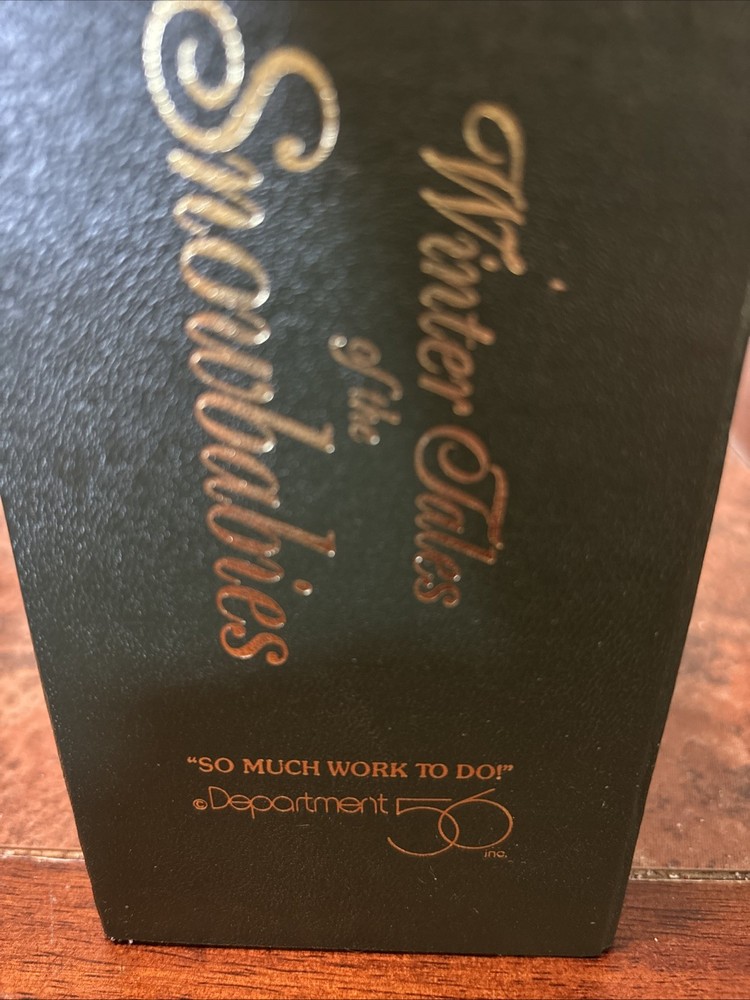 Winter Tales
of the
Snowbabies
“SO MUCH WORK TO DO!”
©Department 56
inc.